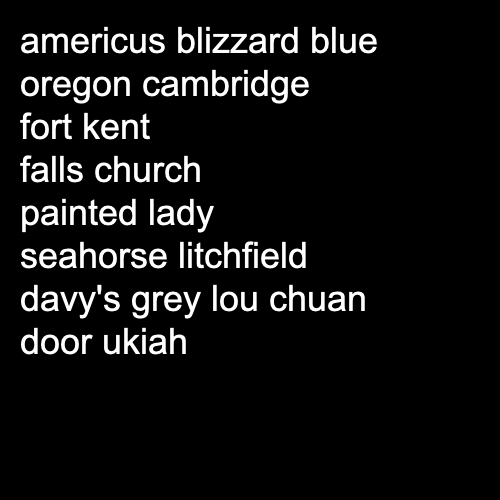 americus blizzard blue
oregon cambridge
fort kent
falls church
painted lady
seahorse litchfield
davy's grey lou chuan
door ukiah